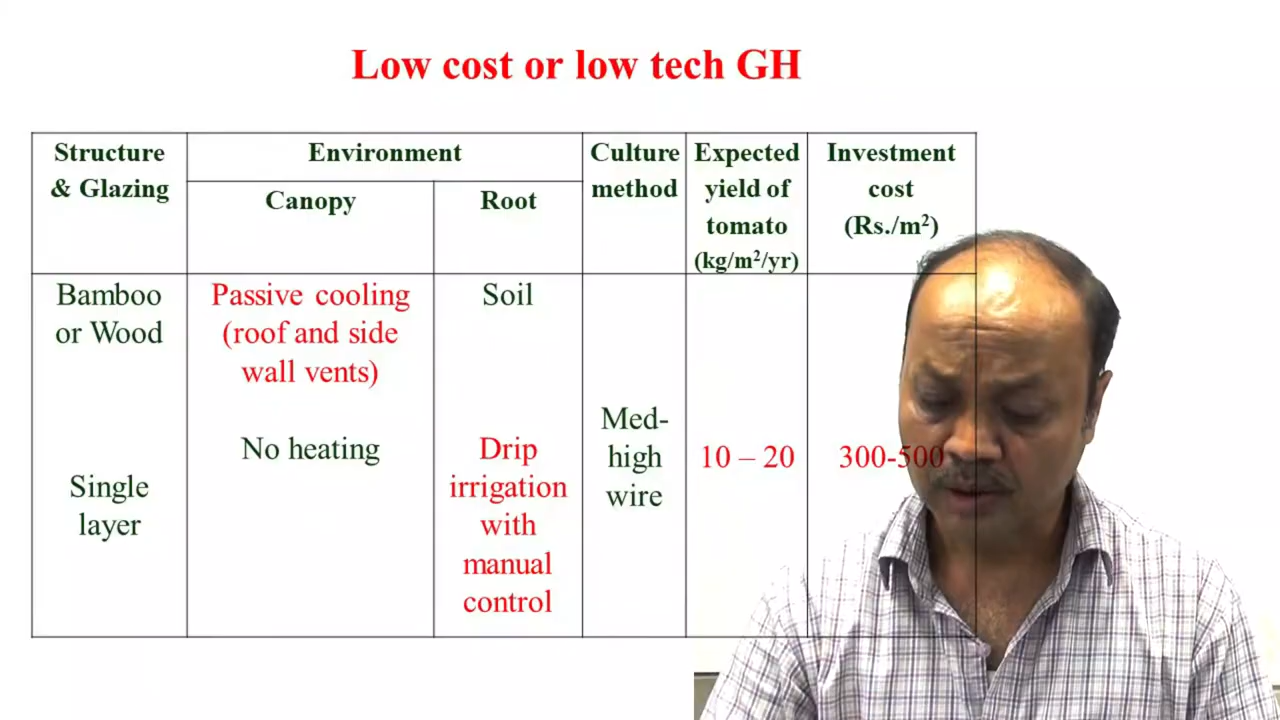 Low cost or low tech GH
Structure
& Glazing
Environment
Canopy
Root
Culture
method
Expected
yield of
tomato
(kg/m²/yr)
Investment
cost
(Rs./m²)
Bamboo
or Wood
Single
layer
Passive cooling
(roof and side
wall vents)
No heating
Soil
Drip
irrigation
with
manual
control
Med-
high
wire
10 – 20
300-500